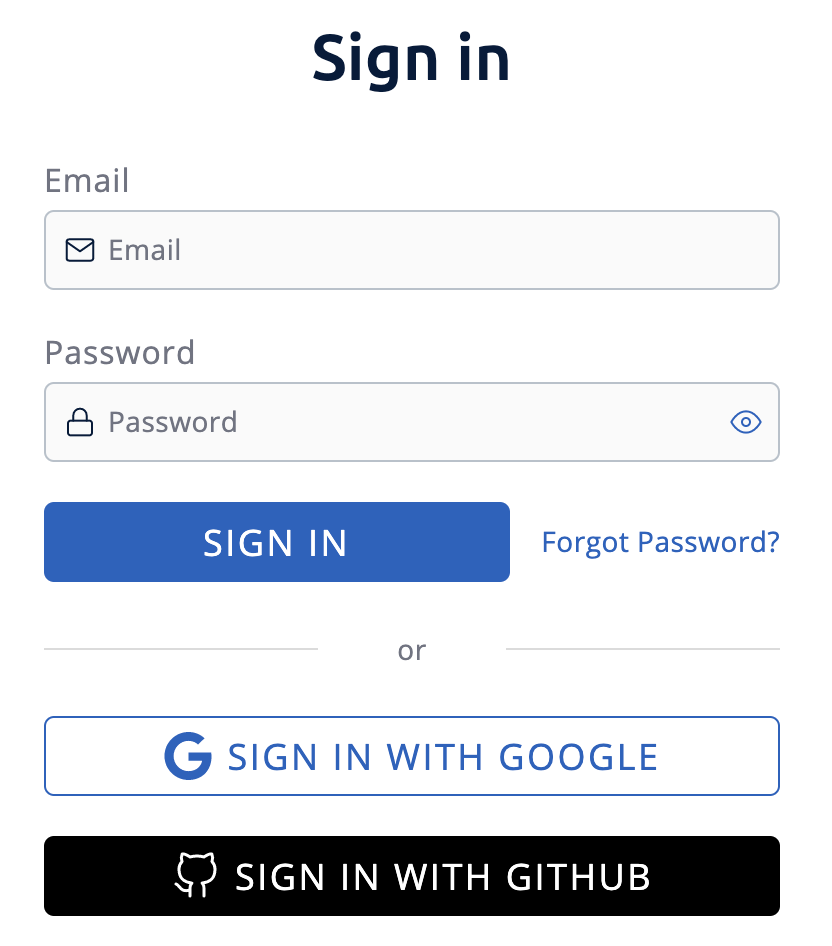 Sign in
Email
Email
Password
Password
SIGN IN
Forgot Password?
or
SIGN IN WITH GOOGLE
SIGN IN WITH GITHUB